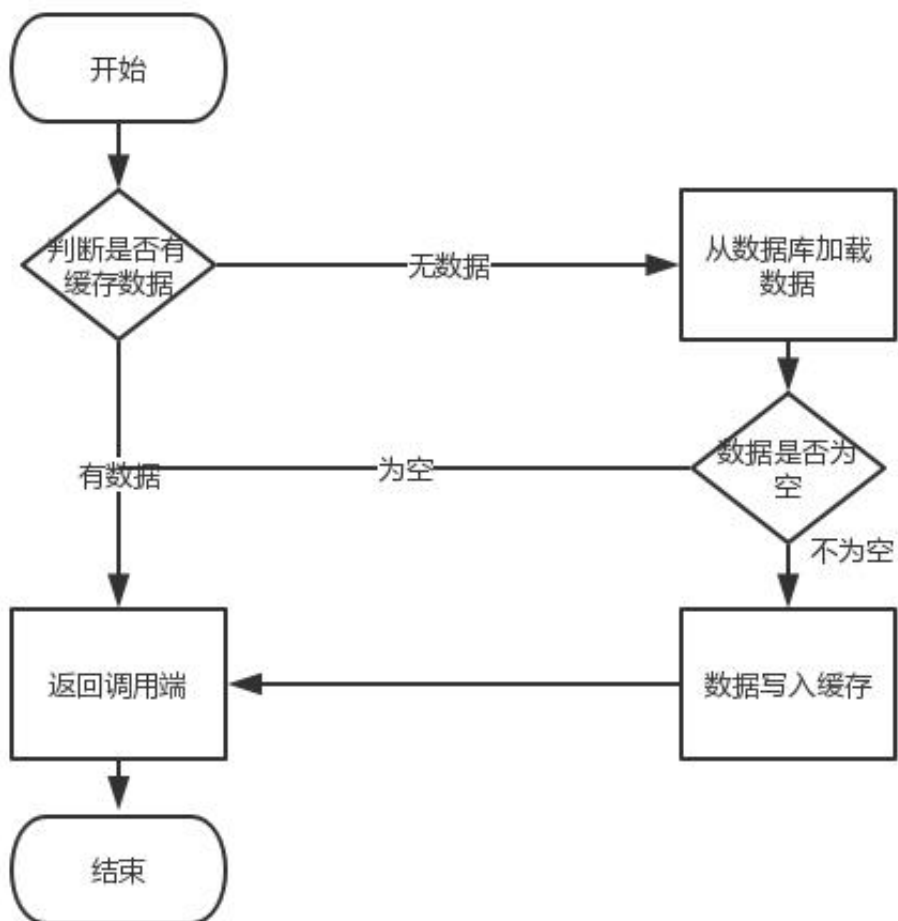 开始
判断是否有
缓存数据
无数据
从数据库加载
数据
有数据
为空
数据是否为
空
不为空
返回调用端
数据写入缓存
结束